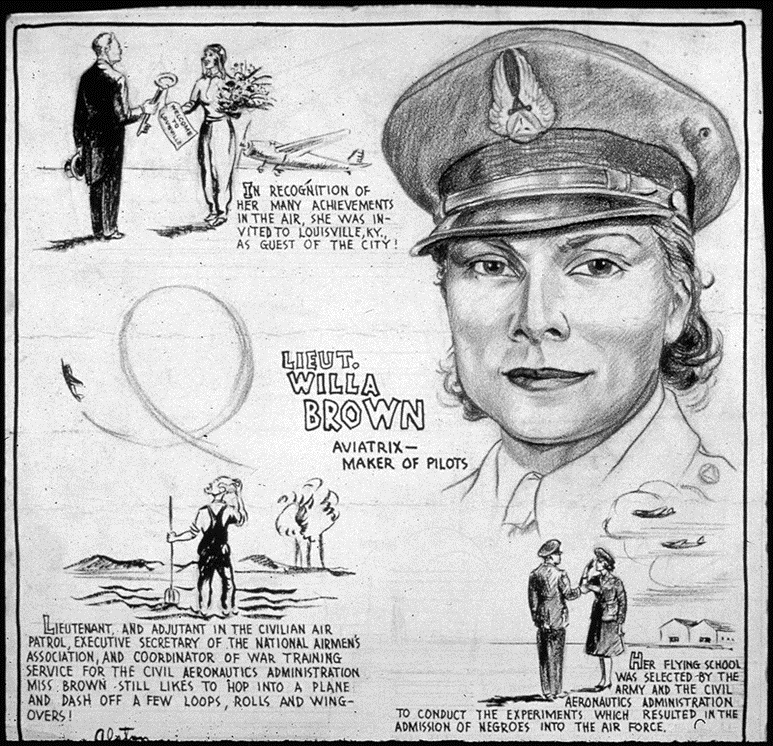 WELCOME
TO
LOUISVILLE
IN RECOGNITION OF
HER MANY ACHIEVEMENTS
IN THE AIR, SHE WAS IN-
VITED TO LOUISVILLE, KY.,
AS GUEST OF THE CITY!
LIEUT.
WILLA
BROWN
AVIATRIX—
MAKER OF PILOTS
LIEUTENANT, AND ADJUTANT IN THE CIVILIAN AIR
PATROL, EXECUTIVE SECRETARY OF THE NATIONAL AIRMEN'S
ASSOCIATION, AND COORDINATOR OF WAR TRAINING
SERVICE FOR THE CIVIL AERONAUTICS ADMINISTRATION
MISS BROWN STILL LIKES TO HOP INTO A PLANE
AND DASH OFF A FEW LOOPS, ROLLS AND WING-
OVERS!
HER FLYING SCHOOL
WAS SELECTED BY THE
ARMY AND THE CIVIL
AERONAUTICS ADMINISTRATION
TO CONDUCT THE EXPERIMENTS WHICH RESULTED IN THE
ADMISSION OF NEGROES INTO THE AIR FORCE.
Alston